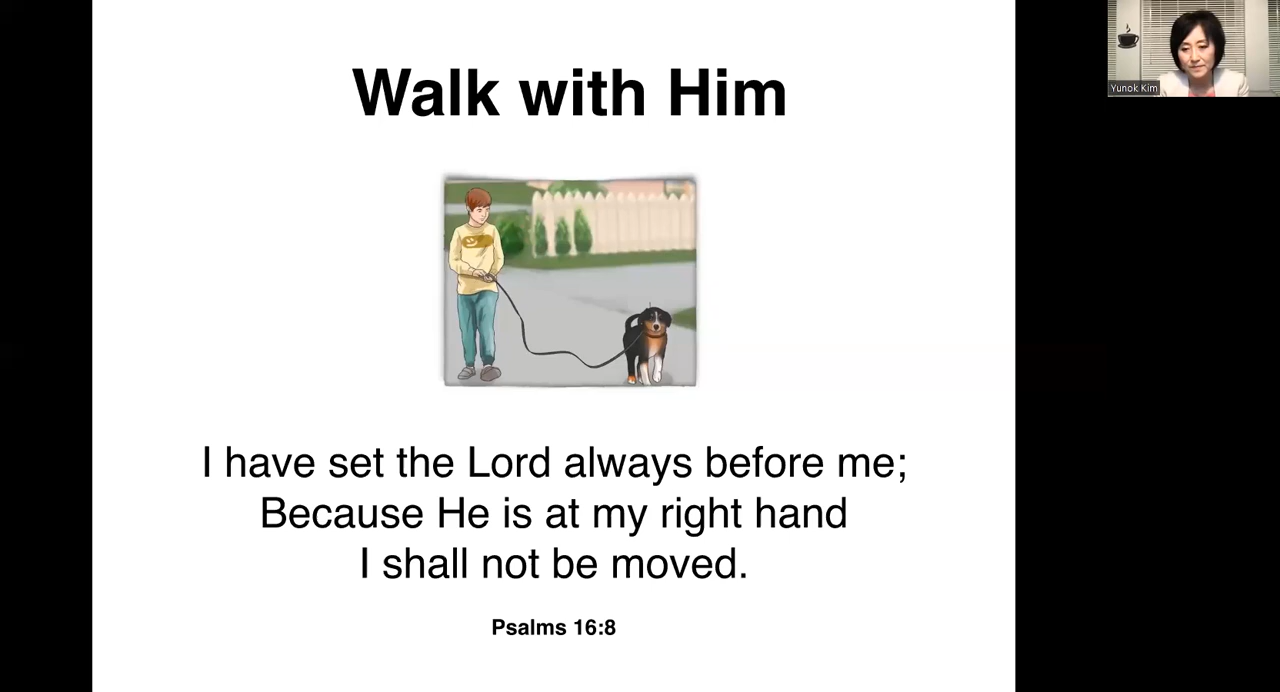 Walk with Him
I have set the Lord always before me;
Because He is at my right hand
I shall not be moved.
Psalms 16:8
Yunok Kim